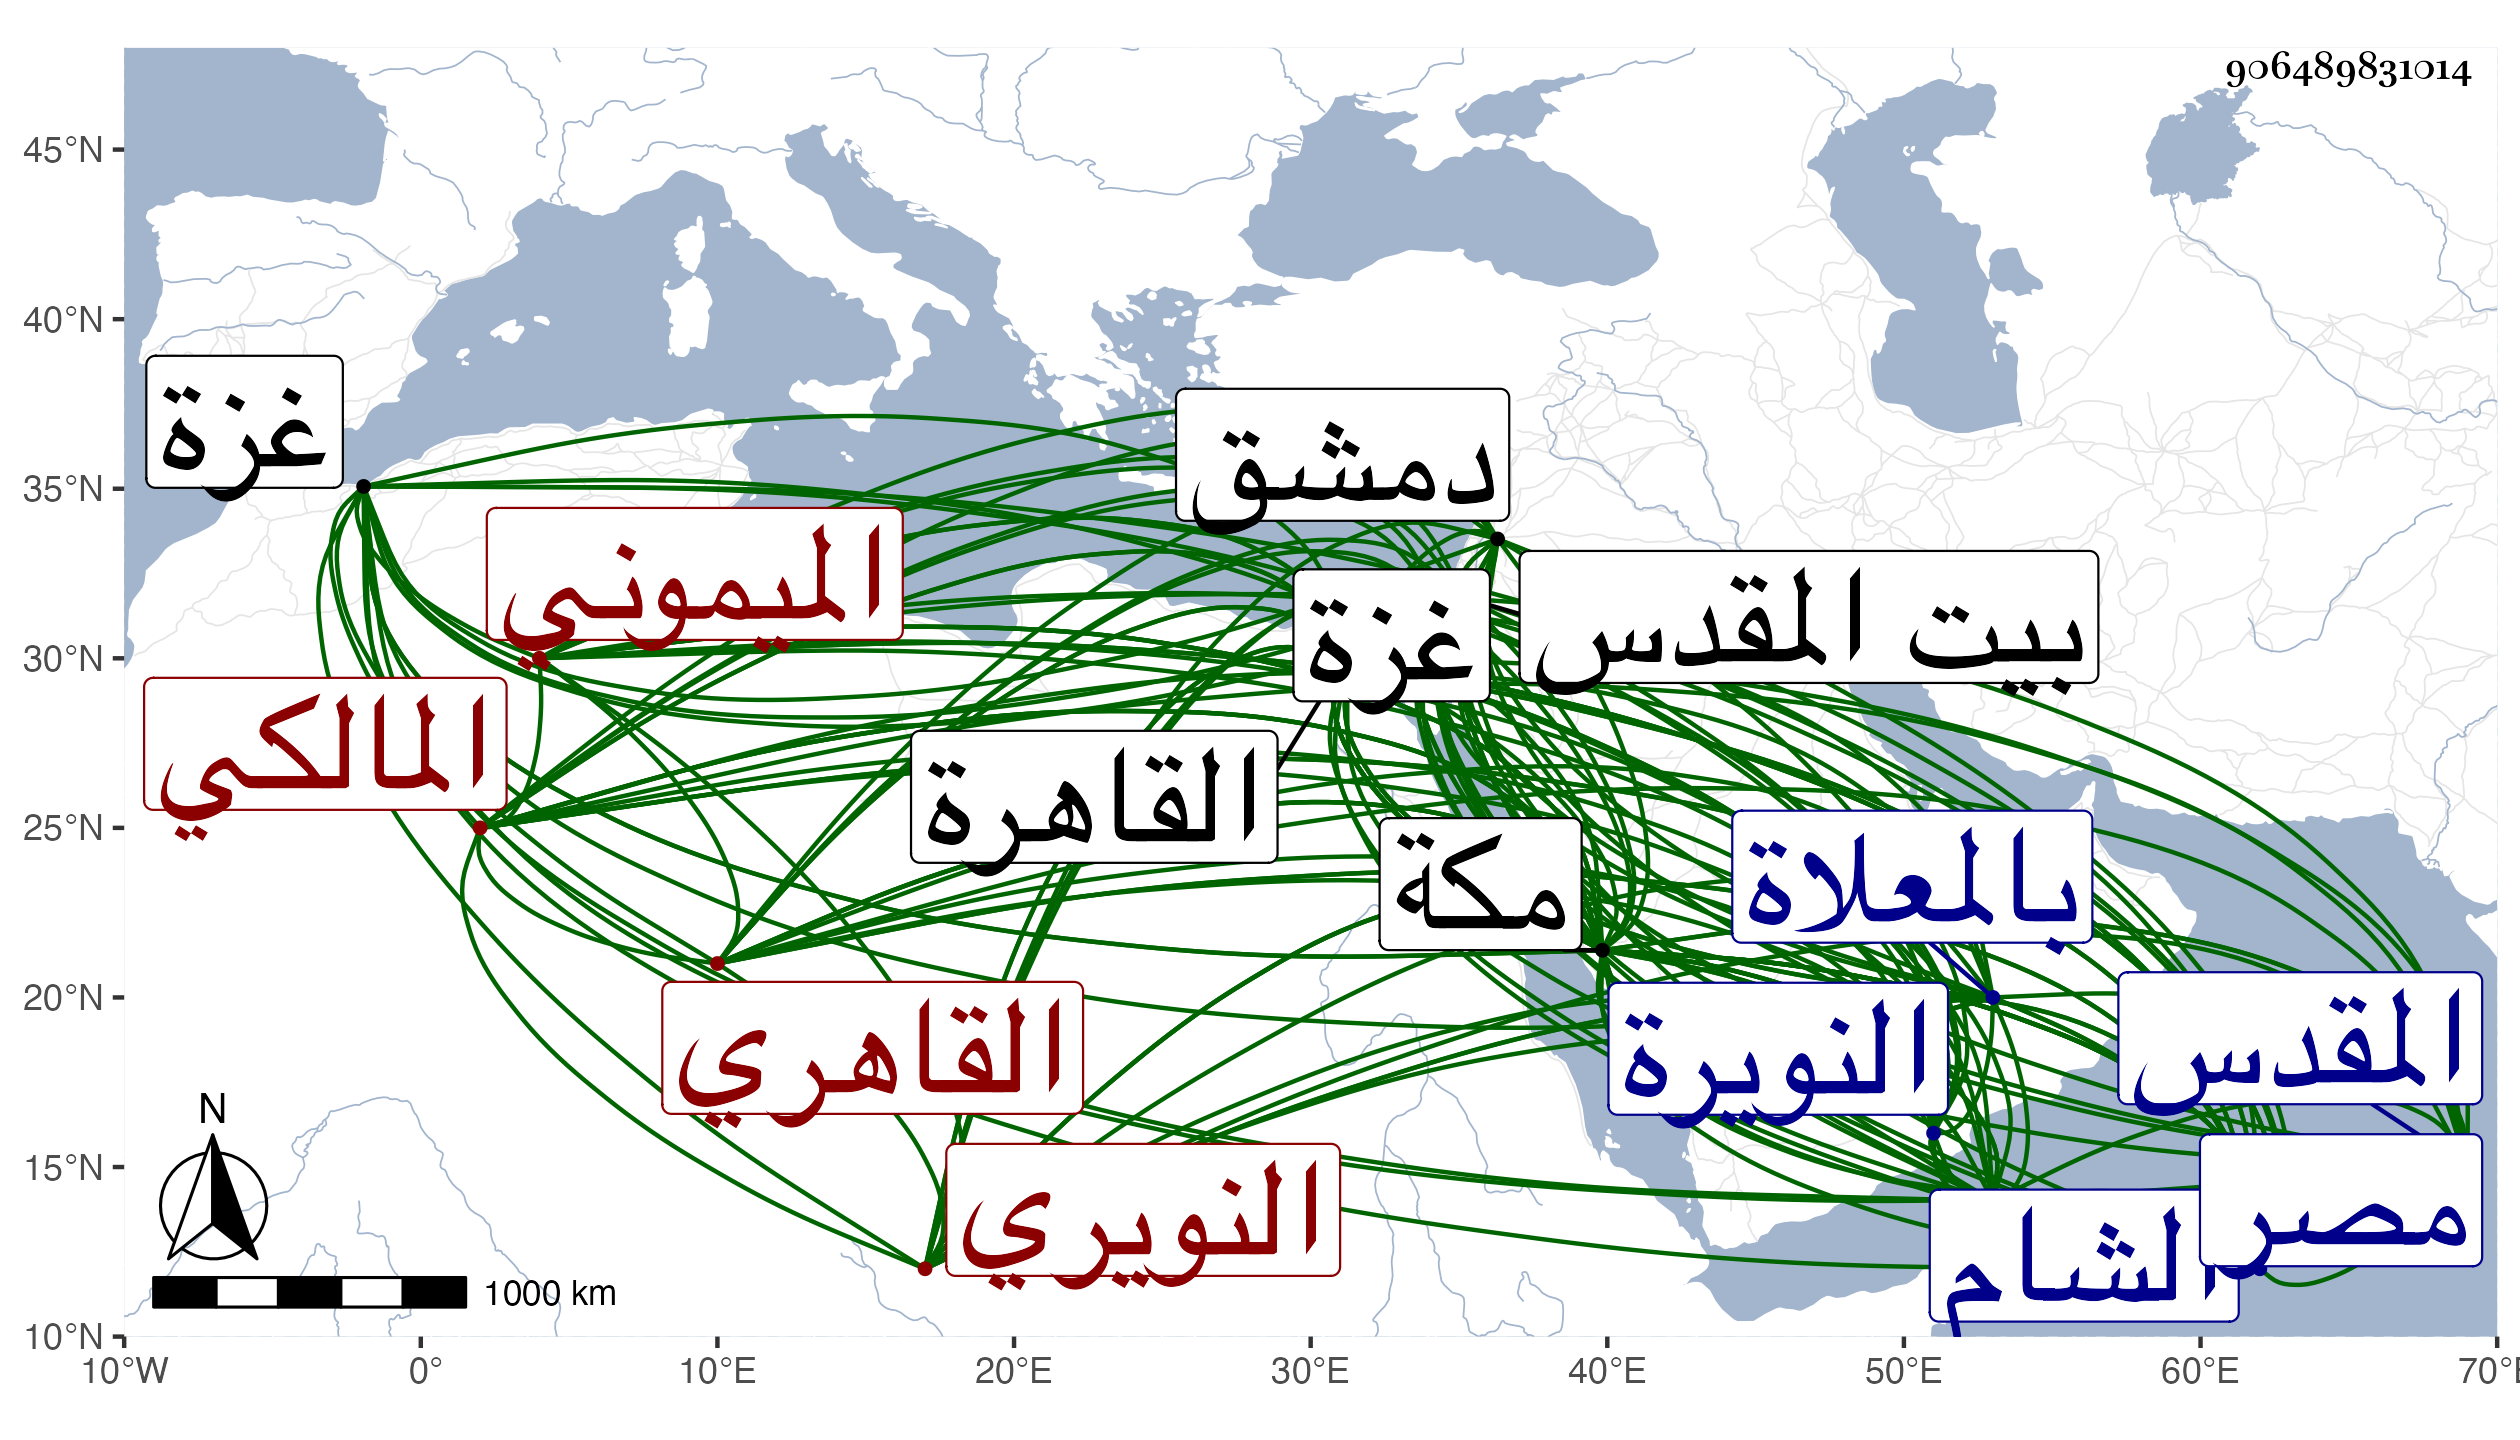 906489831014
45°N
40°N
35°N
30°N
25°N
20°N
15°N
10°N
غزة
دمشق
الميموني
بيت المقدس
غزة
المالكي
القاهرة
مكة
بالمعلاة
القاهري
النويرة
المقدس
النويري
مصر
الشام
N
1000 km
10°W
0°
10°E
20°E
30°E
40°E
50°E
60°E
70°E